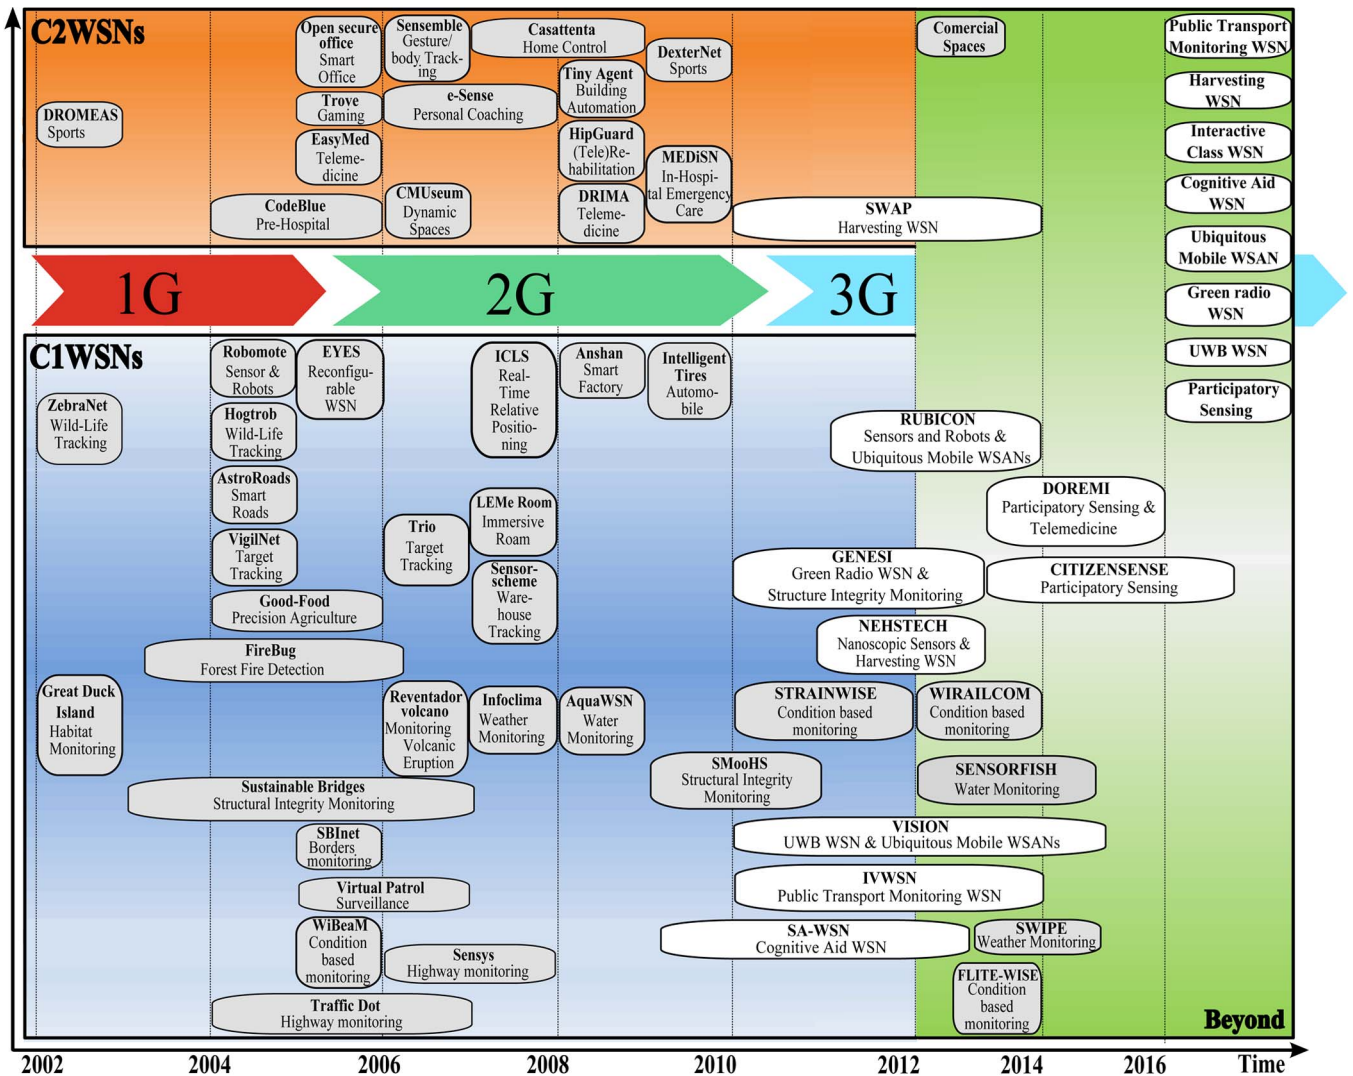 C2WSNs
DROMEAS
Sports
Open secure
office
Smart
Office
Trove
Gaming
EasyMed
Teleme-
dicine
CodeBlue
Pre-Hospital
Sensemble
Gesture/
body Track-
ing
e-Sense
Personal Coaching
CMUseum
Dynamic
Spaces
Casattenta
Home Control
Tiny Agent
Building
Automation
HipGuard
(Tele)Re-
habilitation
DRIMA
Teleme-
dicine
DexterNet
Sports
MEDiSN
In-Hospi-
tal Emergency
Care
SWAP
Harvesting WSN
Comercial
Spaces
Public Transport
Monitoring WSN
Harvesting
WSN
Interactive
Class WSN
Cognitive Aid
WSN
Ubiquitous
Mobile WSAN
Green radio
WSN
UWB WSN
Participatory
Sensing
1G
2G
3G
C1WSNs
ZebraNet
Wild-Life
Tracking
Great Duck
Island
Habitat
Monitoring
Robomote
Sensor &
Robots
Hogtrob
Wild-Life
Tracking
AstroRoads
Smart
Roads
VigilNet
Target
Tracking
Good-Food
Precision Agriculture
FireBug
Forest Fire Detection
EYES
Reconfigu-
rable
WSN
Trio
Target
Tracking
ICLS
Real-
Time
Relative
Positio-
ning
LEMe Room
Immersive
Roam
Sensor-
scheme
Ware-
house
Tracking
Anshan
Smart
Factory
Intelligent
Tires
Automo-
bile
Reventador
volcano
Monitoring
Volcanic
Eruption
Infoclima
Weather
Monitoring
AquaWSN
Water
Monitoring
Sustainable Bridges
Structural Integrity Monitoring
SBInet
Borders
monitoring
Virtual Patrol
Surveillance
WiBeaM
Condition
based
monitoring
Sensys
Highway monitoring
Traffic Dot
Highway monitoring
RUBICON
Sensors and Robots &
Ubiquitous Mobile WSANs
DOREMI
Participatory Sensing &
Telemedicine
GENESI
Green Radio WSN &
Structure Integrity Monitoring
CITIZENSENSE
Participatory Sensing
NEHSTECH
Nanoscopic Sensors &
Harvesting WSN
STRAINWISE
Condition based
monitoring
WIRAILCOM
Condition based
monitoring
SMooHS
Structural Integrity
Monitoring
SENSORFISH
Water Monitoring
VISION
UWB WSN & Ubiquitous Mobile WSANs
IVWSN
Public Transport Monitoring WSN
SA-WSN
Cognitive Aid WSN
SWIPE
Weather Monitoring
FLITE-WISE
Condition
based
monitoring
Beyond
2002 2004 2006 2008 2010 2012 2014 2016 Time